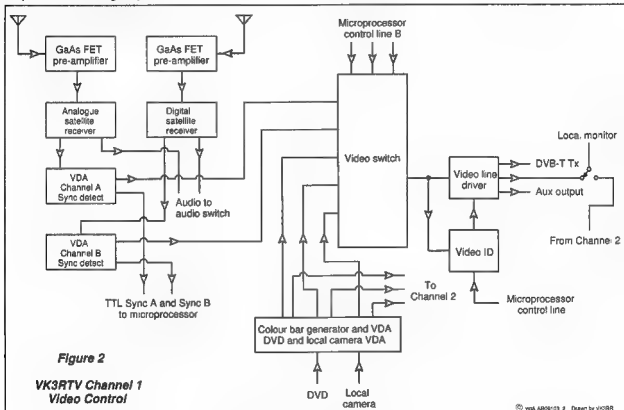 Microprocessor
control line B
GaAs FET
pre-amplifier
GaAs FET
pre-amplifier
Analogue
satellite
receiver
Digital
satellite
receiver
Video switch
Loca. monitor
VDA
Channel A
Sync detect
Audio to
audio switch
Video line
driver
DVB-T Tx
Aux output
VDA
Channel B
Sync detect
Video ID
From Channel 2
TTL Sync A and Sync B
to microprocessor
To
Channel 2
Microprocessor
control line
Colour bar generator and VDA
DVD and local camera VDA
Figure 2
VK3RTV Channel 1
Video Control
DVD
Local
camera
Drawn by